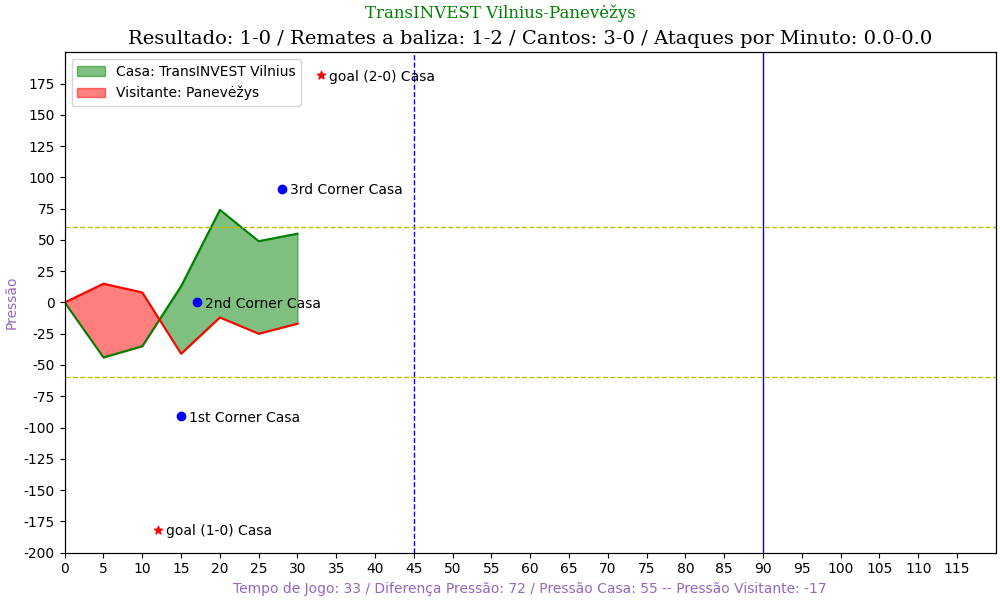 TransINVEST Vilnius-Panevėžys
Resultado: 1-0 / Remates a baliza: 1-2 / Cantos: 3-0 / Ataques por Minuto: 0.0-0.0
Casa: TransINVEST Vilnius
Visitante: Panevėžys
goal (2-0) Casa
3rd Corner Casa
2nd Corner Casa
1st Corner Casa
goal (1-0) Casa
Pressão
175
150
125
100
75
50
25
0
-25
-50
-75
-100
-125
-150
-175
-200
0 5 10 15 20 25 30 35 40 45 50 55 60 65 70 75 80 85 90 95 100 105 110 115
Tempo de Jogo: 33 / Diferença Pressão: 72 / Pressão Casa: 55 -- Pressão Visitante: -17